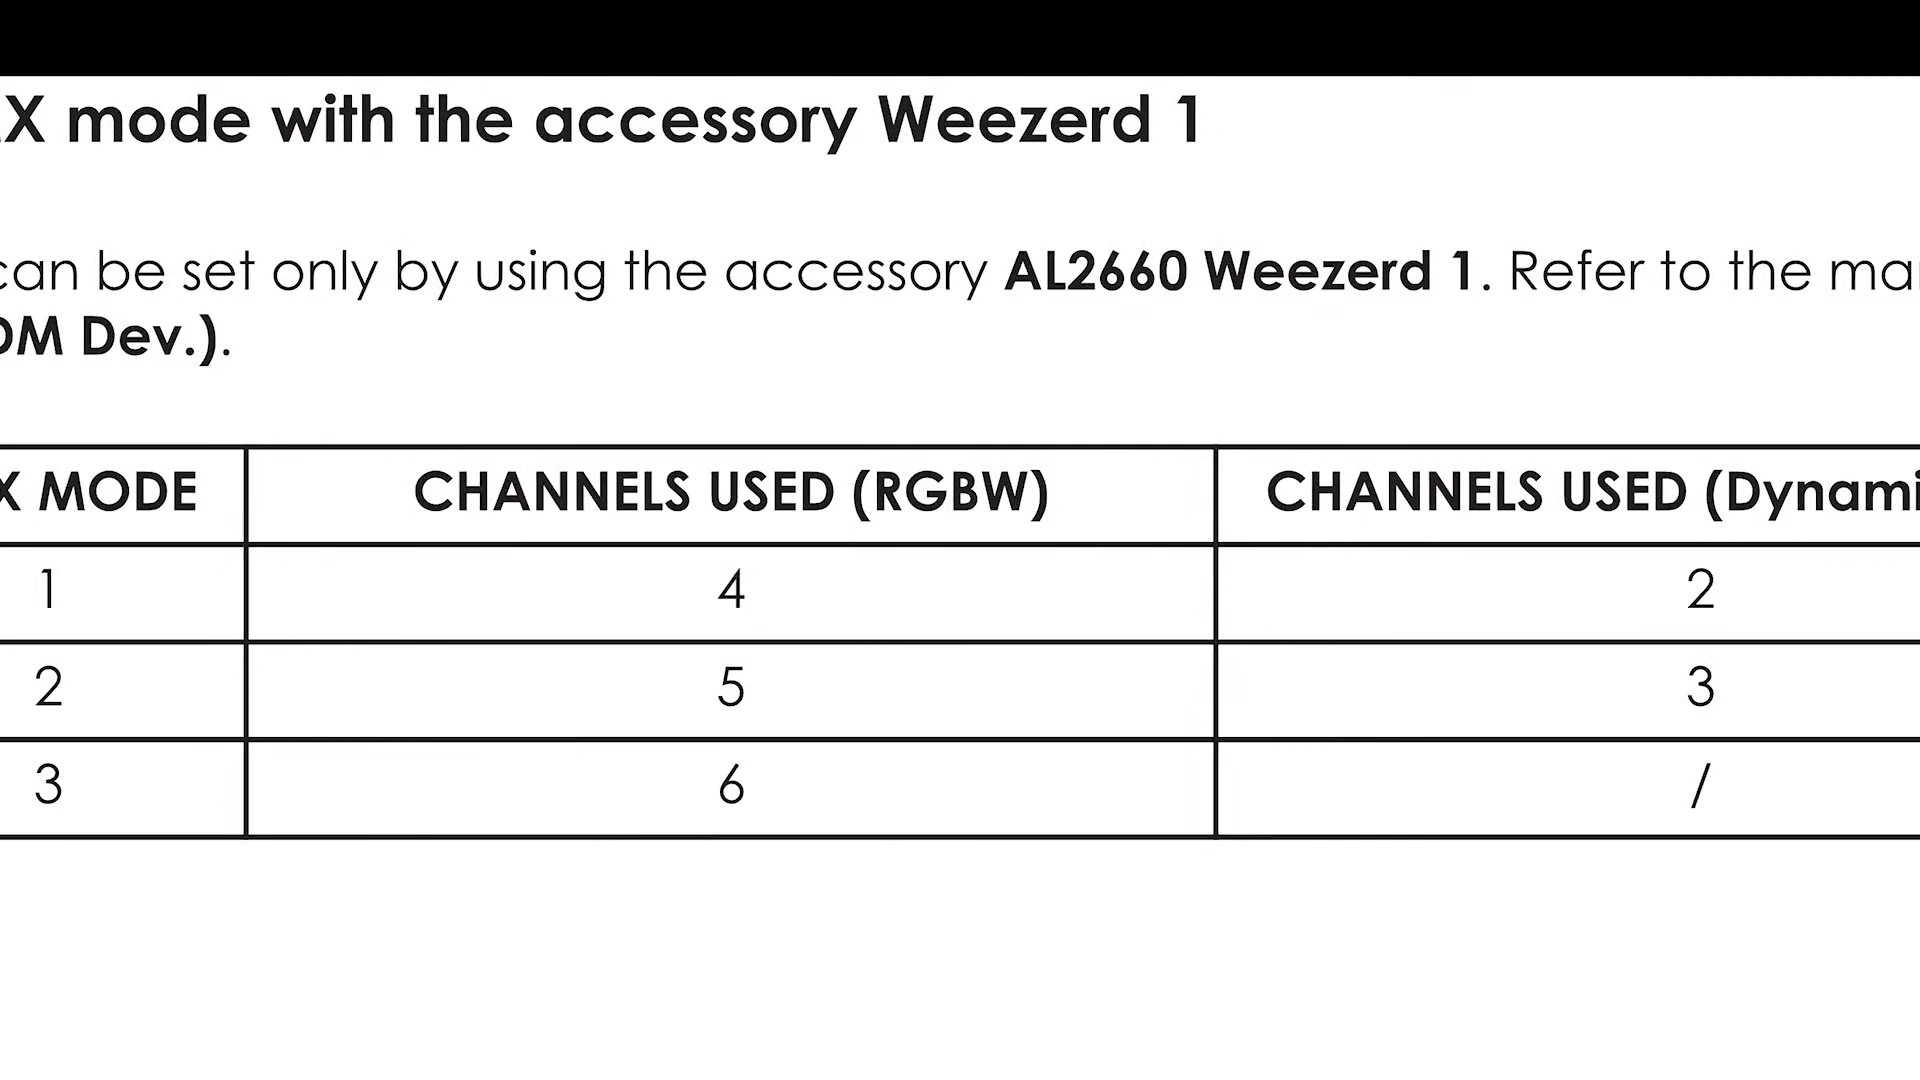 X mode with the accessory Weezerd 1
can be set only by using the accessory AL2660 Weezerd 1. Refer to the
DM Dev.).
X MODE CHANNELS USED (RGBW) CHANNELS USED (Dynami
1 4 2
2 5 3
3 6 /